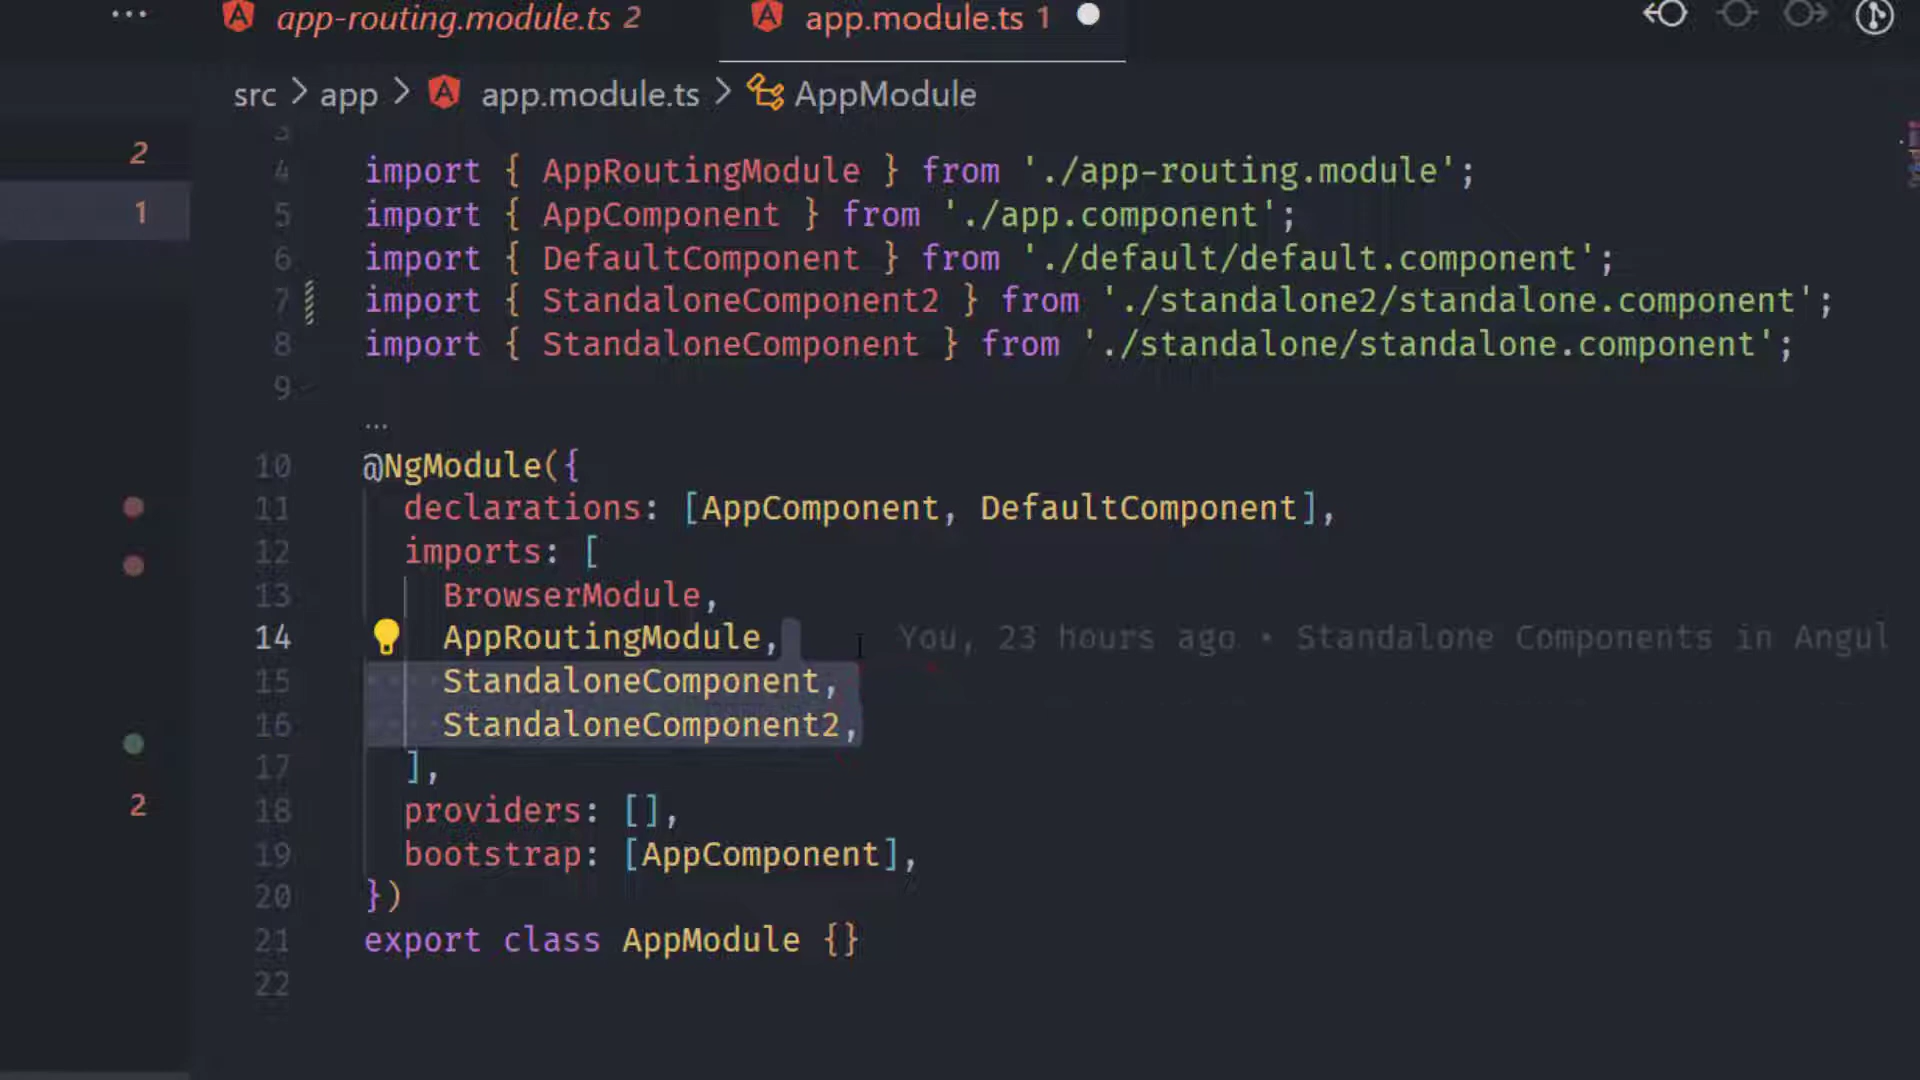 ··· app-routing.module.ts 2 app.module.ts 1
src > app > app.module.ts > AppModule
2
1
3
4 import { AppRoutingModule } from './app-routing.module';
5 import { AppComponent } from './app.component';
6 import { DefaultComponent } from './default/default.component';
7 import { StandaloneComponent2 } from './standalone2/standalone.component';
8 import { StandaloneComponent } from './standalone/standalone.component';
9
...
10 @NgModule({
11 declarations: [AppComponent, DefaultComponent],
12 imports: [
13 BrowserModule,
14 AppRoutingModule, You, 23 hours ago • Standalone Components in Angul
15 StandaloneComponent,
16 StandaloneComponent2,
17 ],
2
18 providers: [],
19 bootstrap: [AppComponent],
20 })
21 export class AppModule {}
22